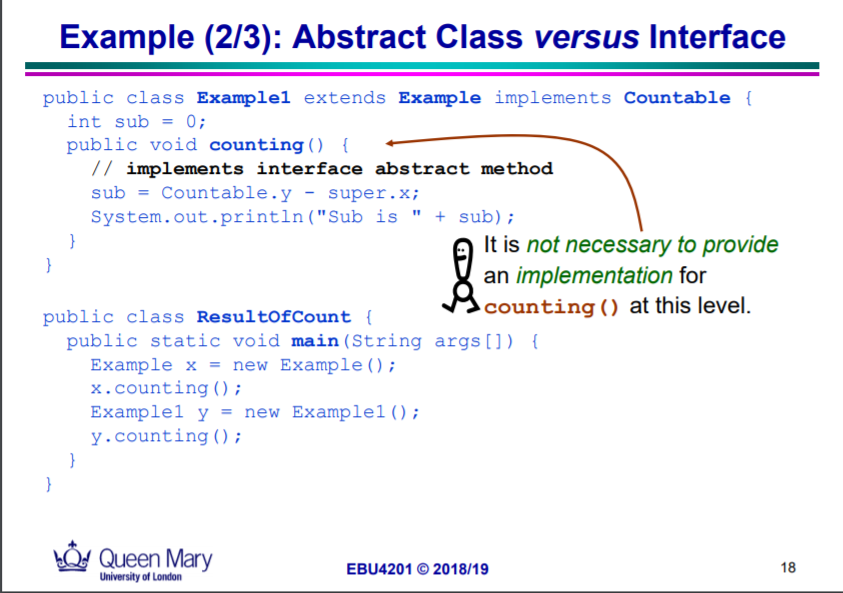 Example (2/3): Abstract Class versus Interface
public class Example1 extends Example implements Countable {
int sub = 0;
public void counting() {
// implements interface abstract method
sub = Countable.y - super.x;
System.out.println("Sub is " + sub);
}
}
It is not necessary to provide
an implementation for
counting() at this level.
public class ResultOfCount {
public static void main(String args[]) {
Example x = new Example();
x.counting();
Example1 y = new Example1();
y.counting();
}
}
Queen Mary
University of London
EBU4201 © 2018/19
18